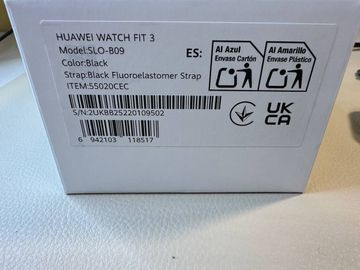 HUAWEI WATCH FIT 3
Model:SLO-B09
Color:Black
Strap:Black Fluoroelastomer Strap
ITEM:55020CEC
S/N:2UKBB25220109502
6 942103 118517
ES:
Al Azul
Envase Cartón
Al Amarillo
Envase Plástico
UK
CA